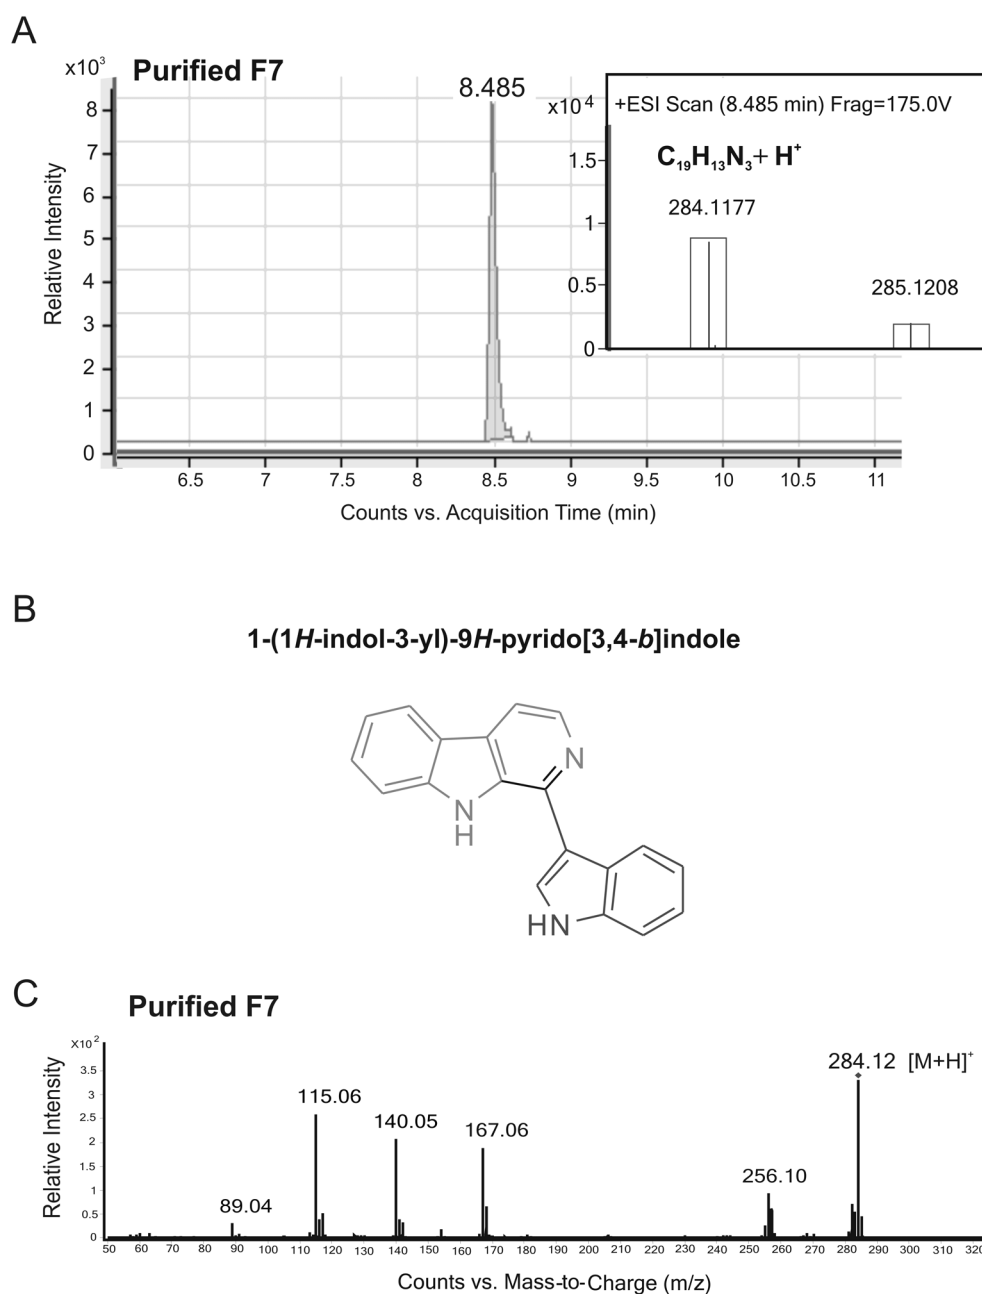 A
x10³ Purified F7
8.485
Relative Intensity
8
7
6
5
4
3
2
1
0
6.5 7 7.5 8 8.5 9 9.5 10 10.5 11
Counts vs. Acquisition Time (min)
x10⁴ +ESI Scan (8.485 min) Frag=175.0V
C₁₉H₁₃N₃+ H⁺
1.5
1
0.5
0
284.1177
285.1208
B
1-(1H-indol-3-yl)-9H-pyrido[3,4-b]indole
N
N
H
HN
C
Purified F7
X10²
Relative Intensity
3.5
3
2.5
2
1.5
1
0.5
0
89.04
115.06
140.05
167.06
256.10
284.12 [M+H]⁺
50 60 70 80 90 100 110 120 130 140 150 160 170 180 190 200 210 220 230 240 250 260 270 280 290 300 310 320
Counts vs. Mass-to-Charge (m/z)